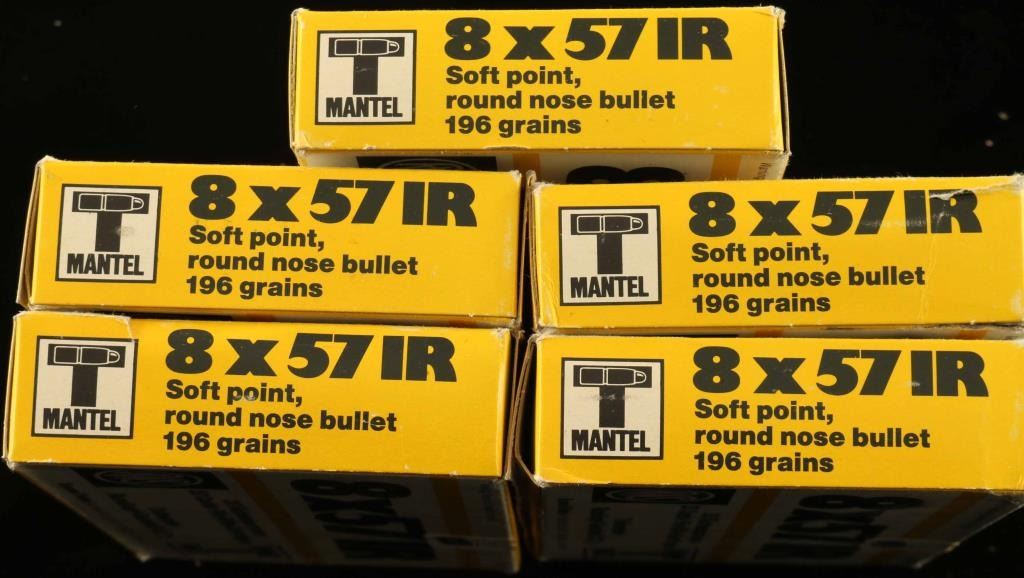 8 x 57 IR
Soft point,
round nose bullet
196 grains
MANTEL
8 x 57 IR
Soft point,
round nose bullet
196 grains
MANTEL
8 x 57 IR
Soft point,
round nose bullet
196 grains
MANTEL
8 x 57 IR
Soft point,
round nose bullet
196 grains
MANTEL
8x57IR
8 x 57 IR
Soft point,
round nose bullet
196 grains
MANTEL
8x57IR